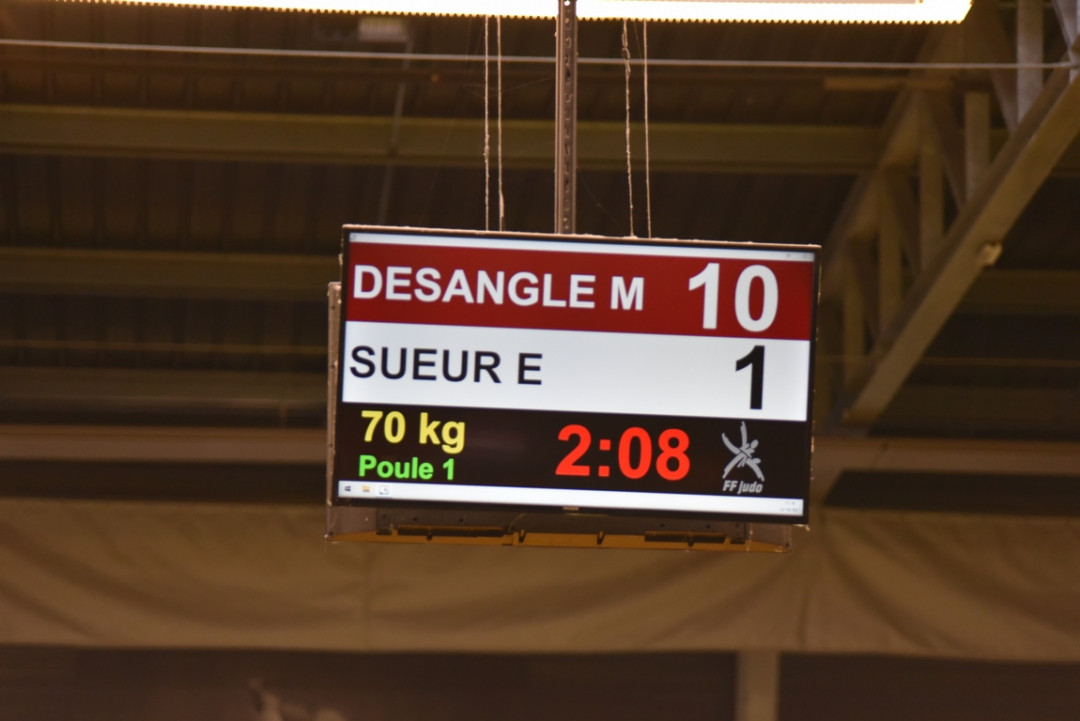 DESANGLE M 10
SUEUR E 1
70 kg 2:08
Poule 1
FF Judo